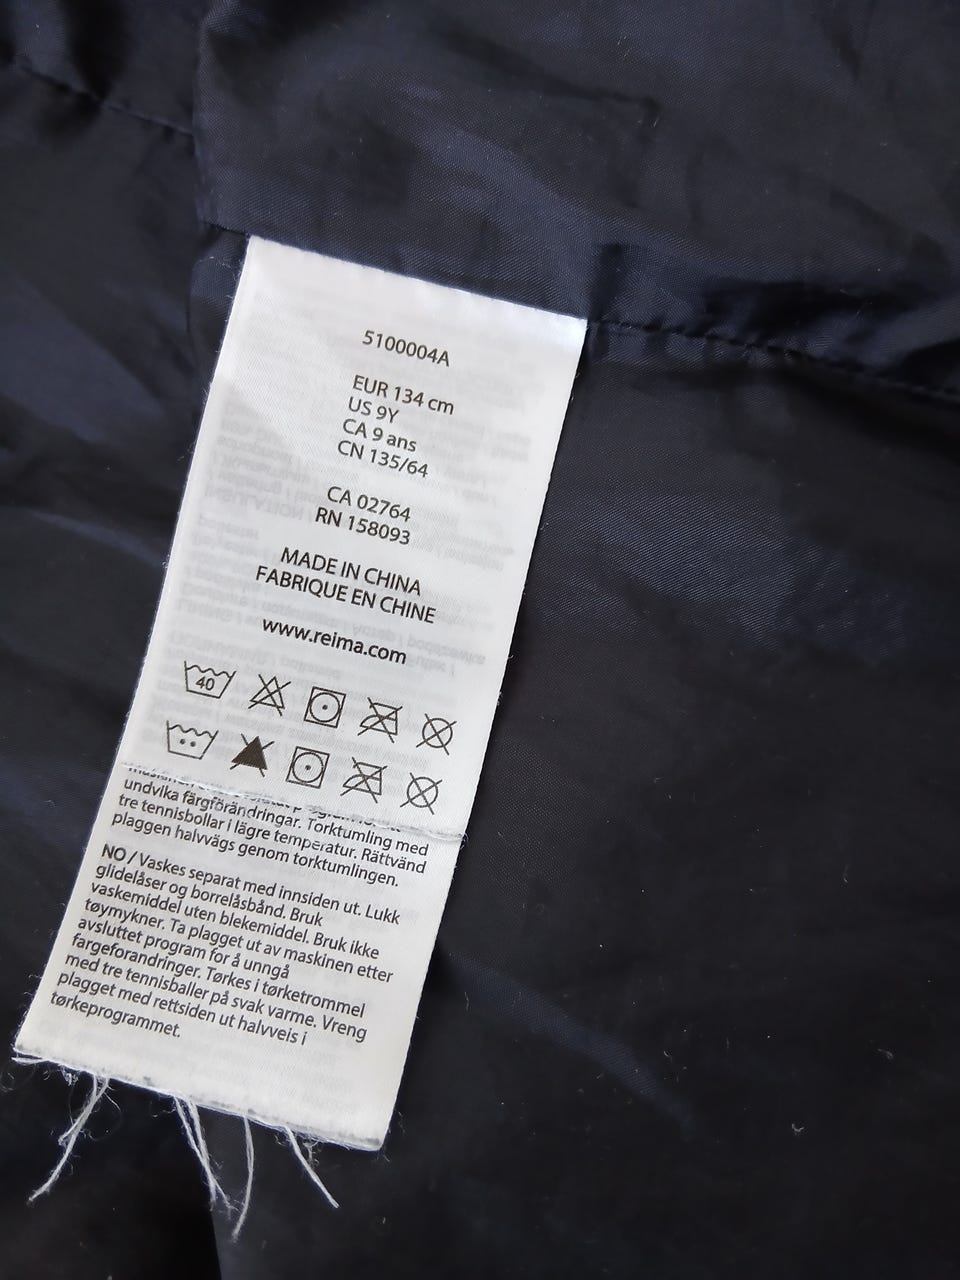 5100004A
EUR 134 cm
US 9Y
CA 9 ans
CN 135/64
CA 02764
RN 158093
MADE IN CHINA
FABRIQUE EN CHINE
www.reima.com
40
undvika färgförändringar. Torktumling med
tre tennisbollar i lägre temperatur. Rättvänd
plaggen halvvägs genom torktumlingen.
NO / Vaskes separat med innsiden ut. Lukk
glidelåser og borrelåsbånd. Bruk
vaskemiddel uten blekemiddel. Bruk ikke
tøymykner. Ta plagget ut av maskinen etter
avsluttet program for å unngå
fargeforandringer. Tørkes i tørketrommel
med tre tennisballer på svak varme. Vreng
plagget med rettsiden ut halvveis i
tørkeprogrammet.